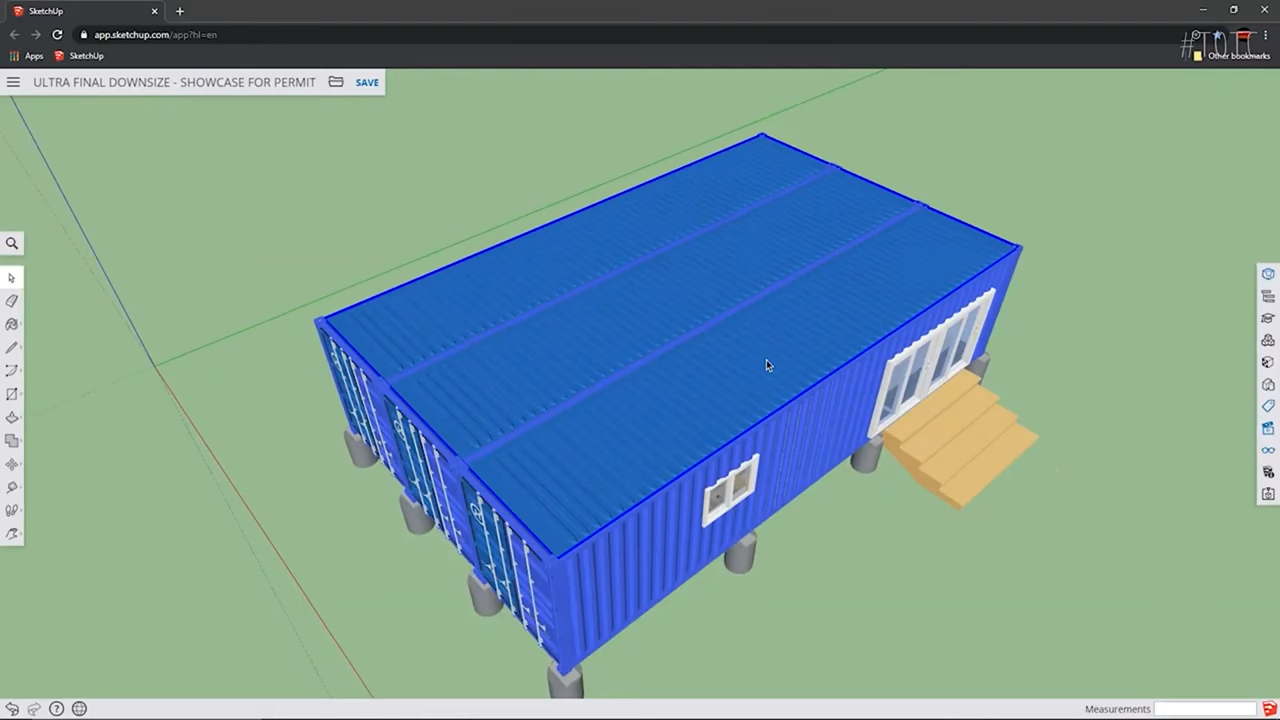 SketchUp
app.sketchup.com/app?hl=en
#TOTC
Apps
SketchUp
Other bookmarks
ULTRA FINAL DOWNSIZE - SHOWCASE FOR PERMIT
SAVE
Measurements